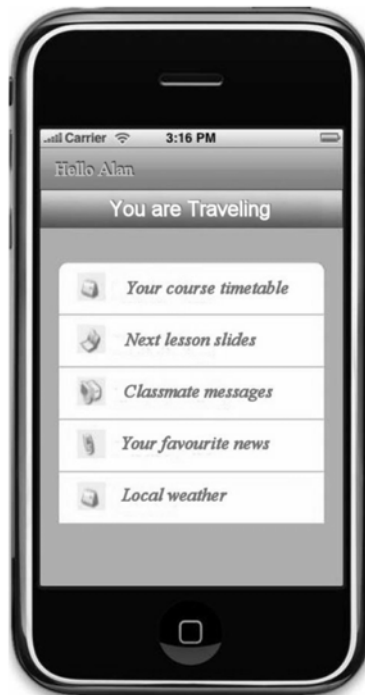 Carrier 3:16 PM
Hello Alan
You are Traveling
Your course timetable
Next lesson slides
Classmate messages
Your favourite news
Local weather